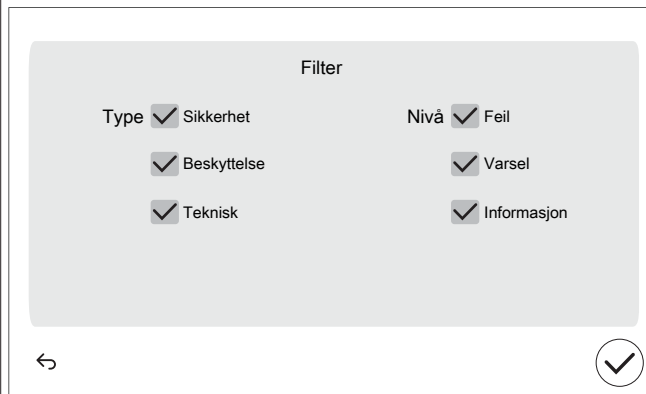 Filter
Type Sikkerhet Nivå Feil
Beskyttelse Varsel
Teknisk Informasjon